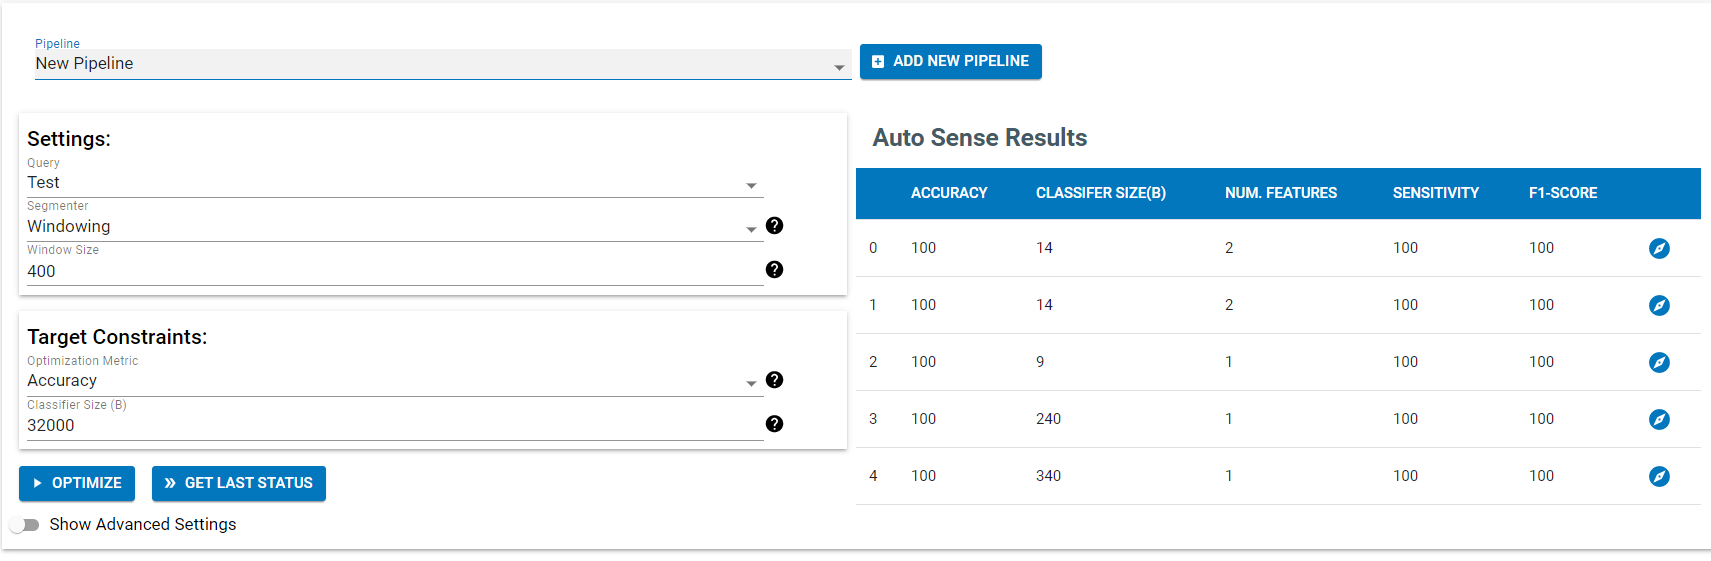 Pipeline
New Pipeline
ADD NEW PIPELINE
Settings:
Query
Test
Segmenter
Windowing
Window Size
400
Target Constraints:
Optimization Metric
Accuracy
Classifier Size (B)
32000
OPTIMIZE
GET LAST STATUS
Show Advanced Settings
Auto Sense Results
ACCURACY CLASSIFER SIZE(B) NUM. FEATURES SENSITIVITY F1-SCORE
0 100 14 2 100 100
1 100 14 2 100 100
2 100 9 1 100 100
3 100 240 1 100 100
4 100 340 1 100 100